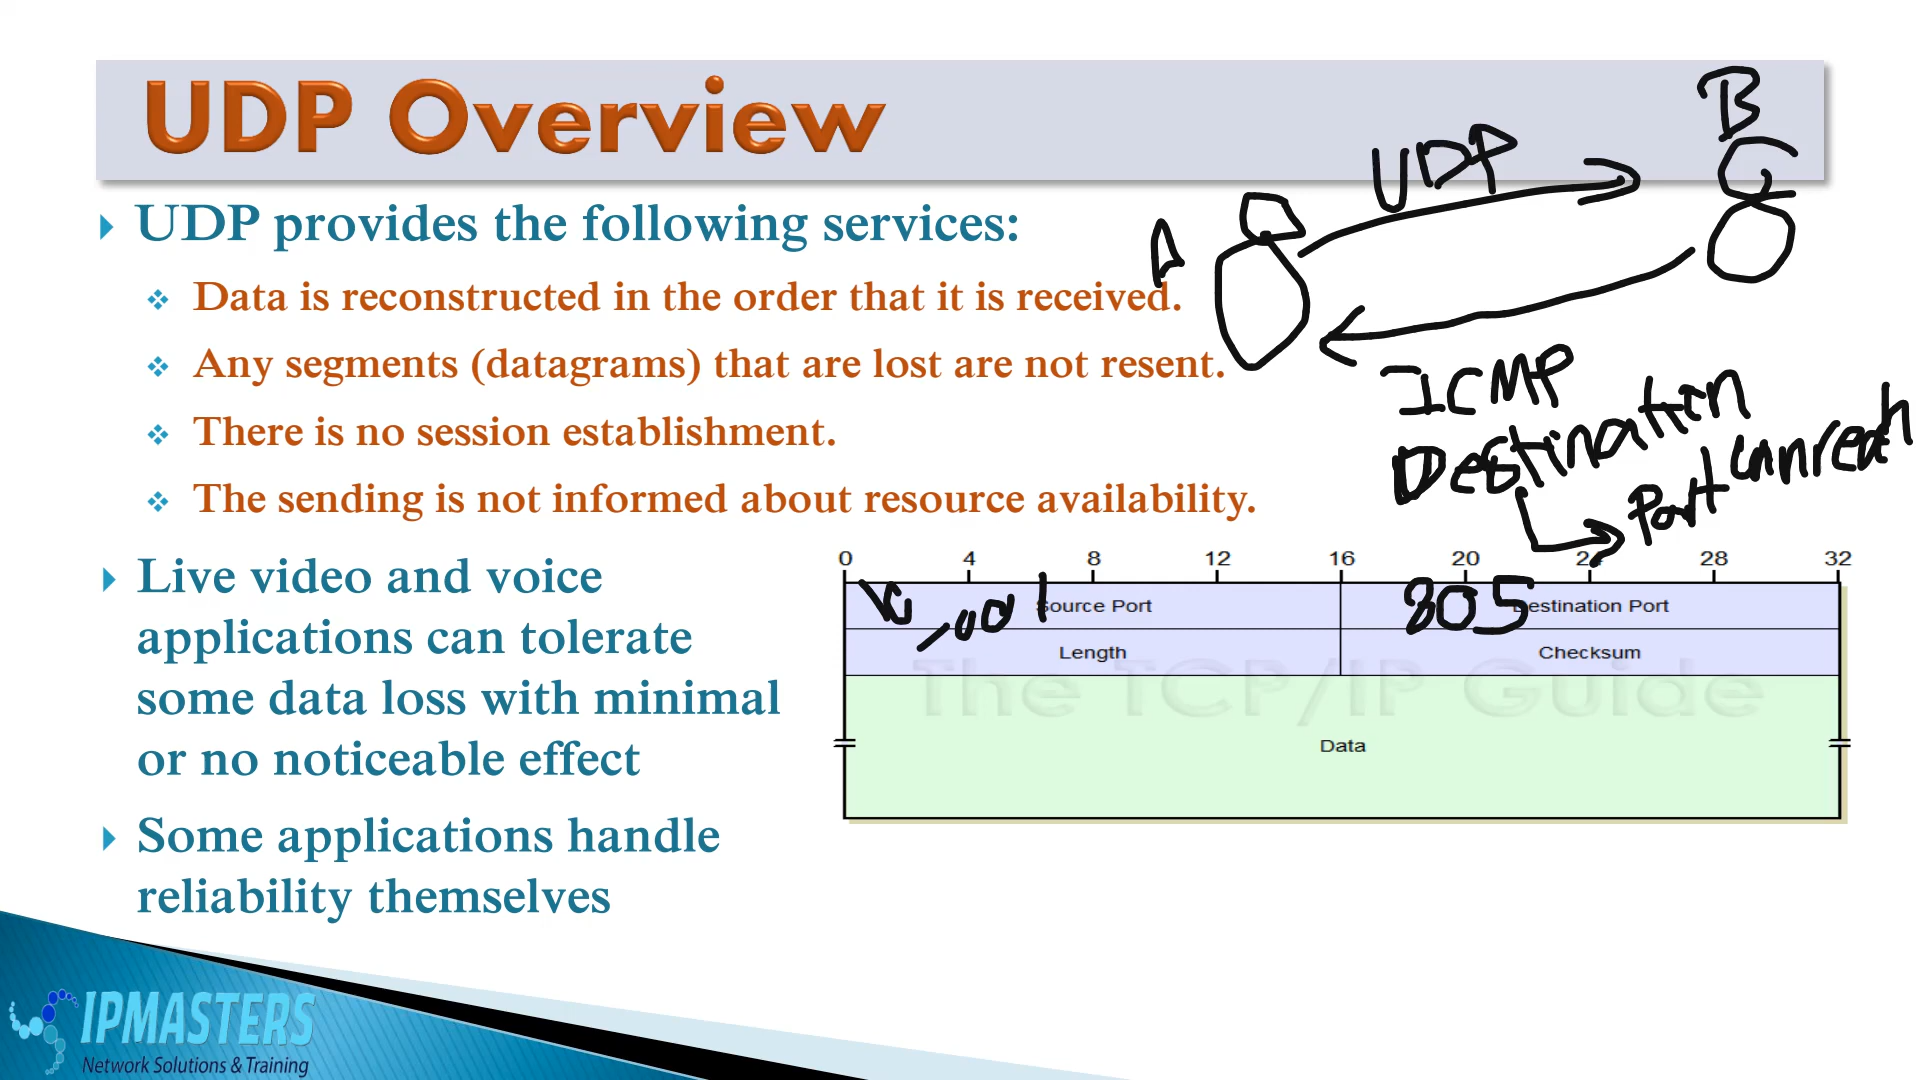 UDP Overview
UDP provides the following services:
Data is reconstructed in the order that it is received.
Any segments (datagrams) that are lost are not resent.
There is no session establishment.
The sending is not informed about resource availability.
Live video and voice
applications can tolerate
some data loss with minimal
or no noticeable effect
Some applications handle
reliability themselves
A
UDP
B
ICMP
Destination
Port unreach
0 4 8 12 16 20 24 28 32
Source Port Destination Port
805
Length Checksum
The TCP/IP Guide
Data
IPMASTERS
Network Solutions & Training